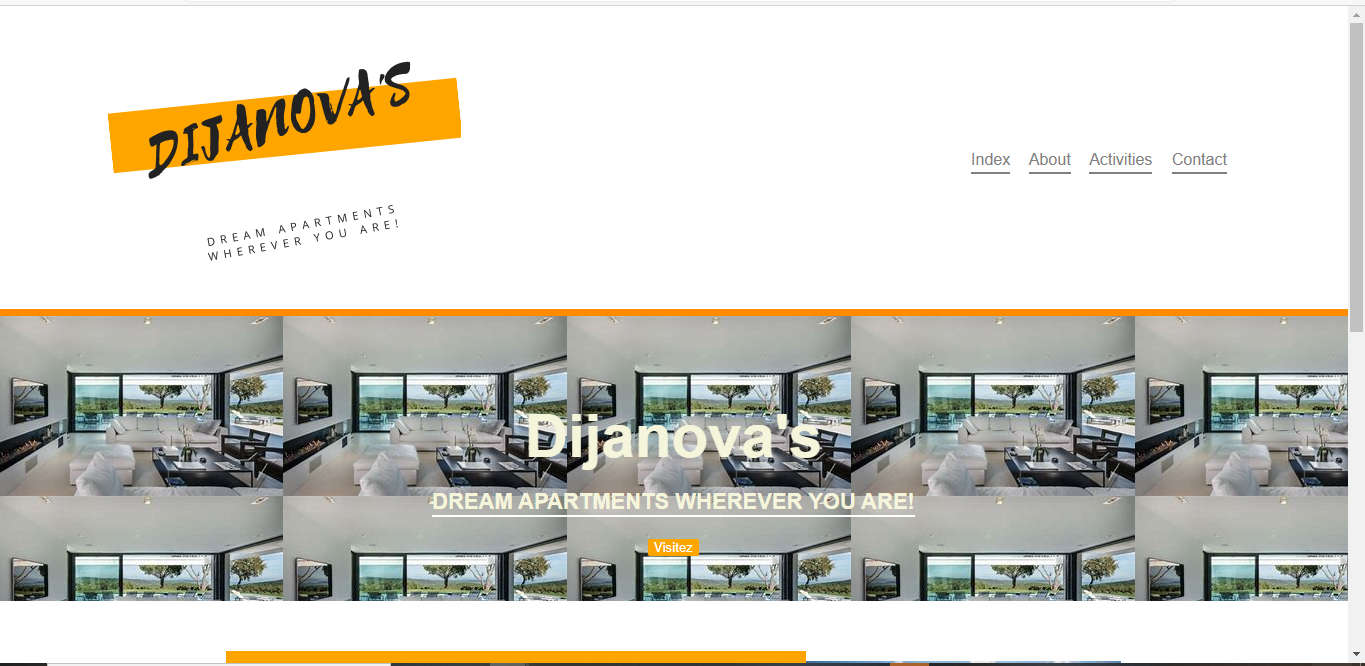 DIJANOVA'S
DREAM APARTMENTS
WHEREVER YOU ARE!
Index About Activities Contact
Dijanova's
DREAM APARTMENTS WHEREVER YOU ARE!
Visitez